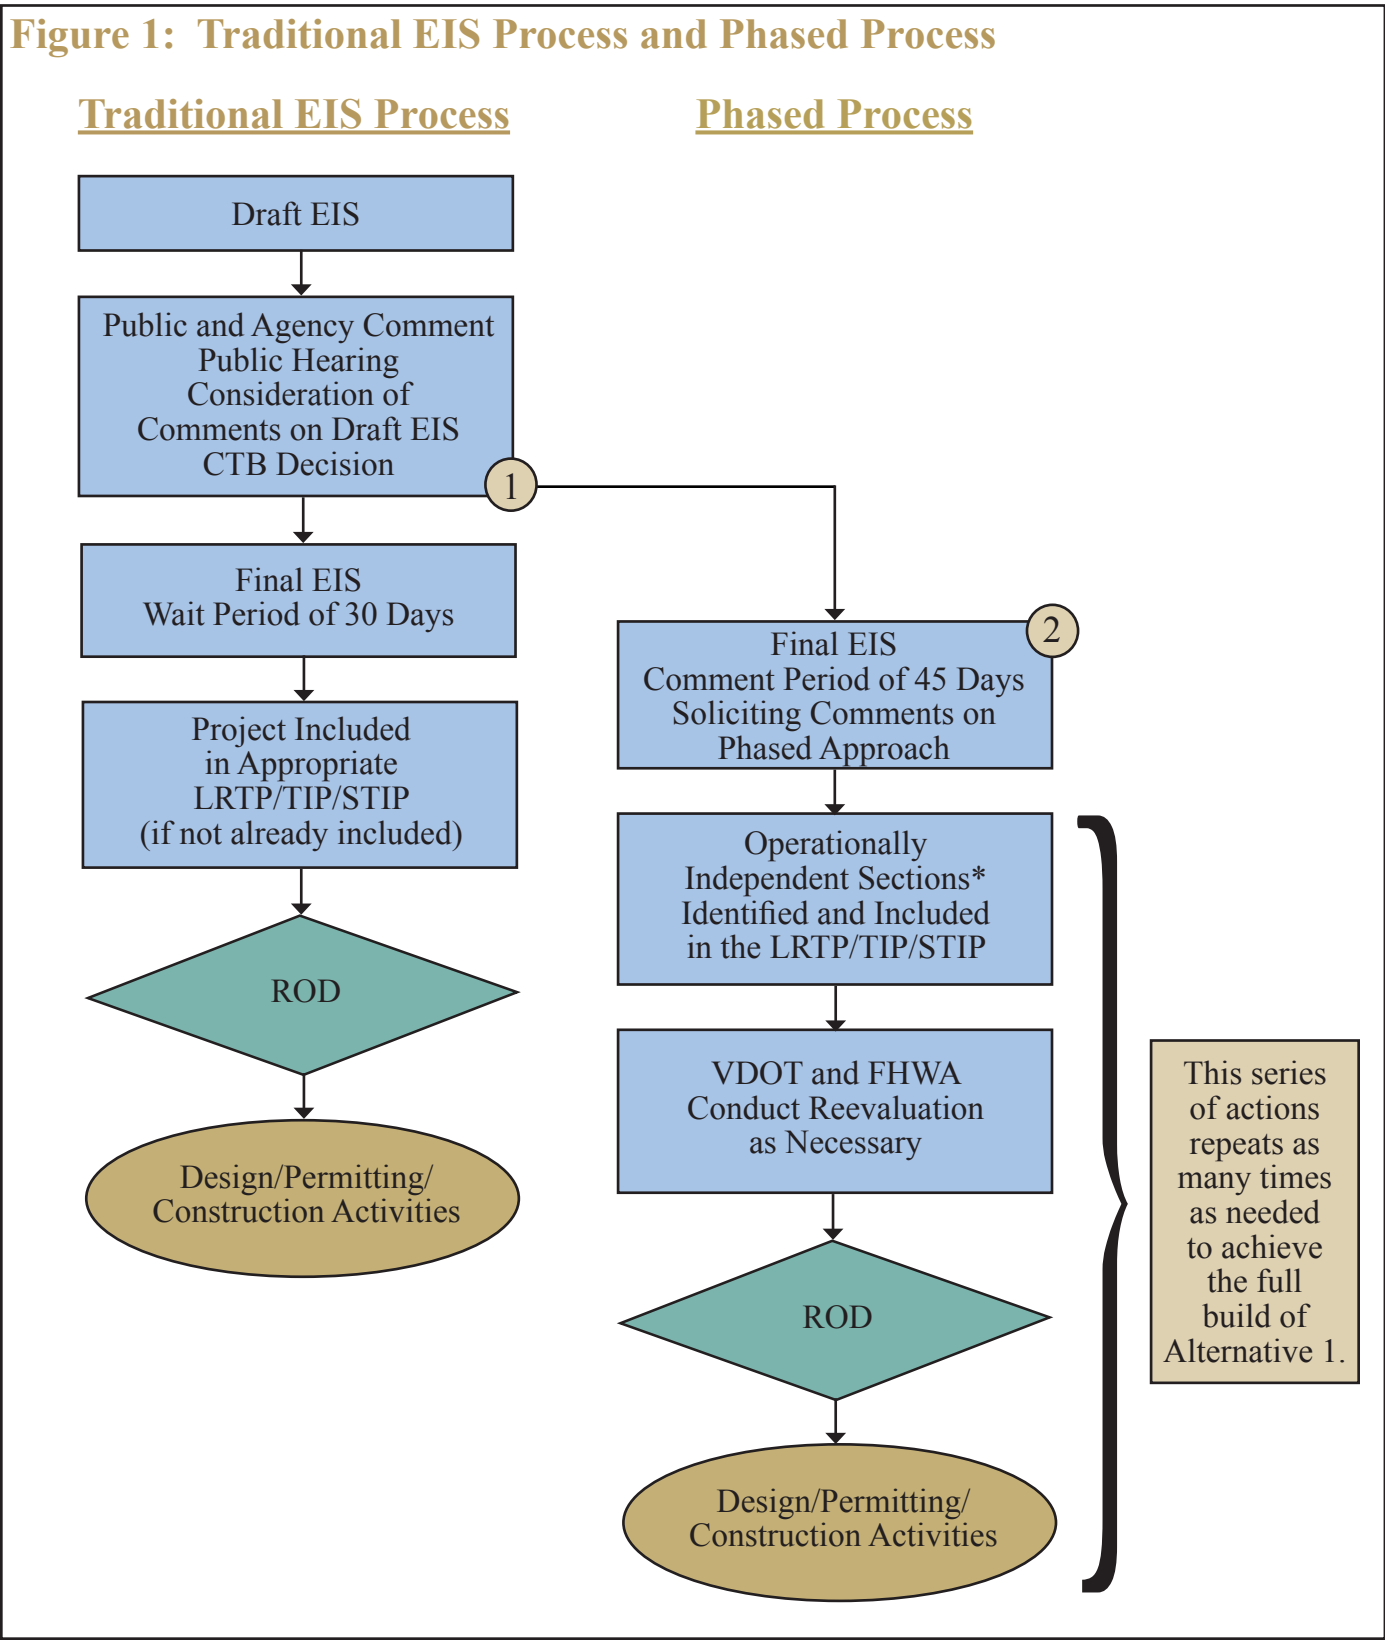 Figure 1:  Traditional EIS Process and Phased Process
Traditional EIS Process
Draft EIS
Public and Agency Comment
Public Hearing
Consideration of
Comments on Draft EIS
CTB Decision
1
Final EIS
Wait Period of 30 Days
Project Included
in Appropriate
LRTP/TIP/STIP
(if not already included)
ROD
Design/Permitting/
Construction Activities
Phased Process
Final EIS
Comment Period of 45 Days
Soliciting Comments on
Phased Approach
2
Operationally
Independent Sections*
Identified and Included
in the LRTP/TIP/STIP
VDOT and FHWA
Conduct Reevaluation
as Necessary
ROD
Design/Permitting/
Construction Activities
This series
of actions
repeats as
many times
as needed
to achieve
the full
build of
Alternative 1.